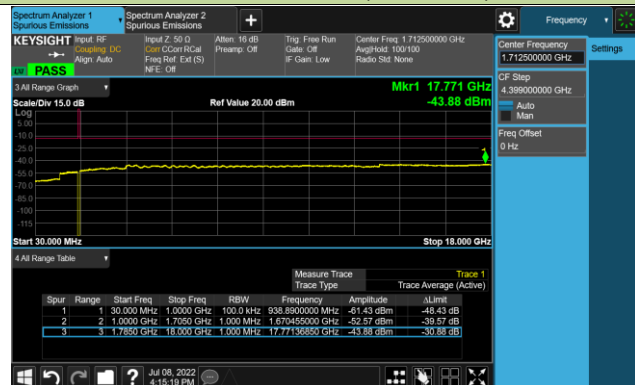 Spectrum Analyzer 1
Spurious Emissions
Spectrum Analyzer 2
Spurious Emissions
Frequency
KEYSIGHT
Input: RF
Coupling: DC
Align: Auto
Input Z: 50 Ω
Corr CCorr RCal
Freq Ref: Ext (S)
NFE: Off
Atten: 16 dB
Preamp: Off
Trig: Free Run
Gate: Off
IF Gain: Low
Center Freq: 1.712500000 GHz
Avg|Hold: 100/100
Radio Std: None
PASS
Center Frequency
1.712500000 GHz
Settings
CF Step
4.399000000 GHz
Auto
Man
Freq Offset
0 Hz
3 All Range Graph
Mkr1 17.771 GHz
-43.88 dBm
Scale/Div 15.0 dB
Ref Value 20.00 dBm
Log
5.00
-10.0
-25.0
-40.0
-55.0
-70.0
-85.0
-100
-115
Start 30.000 MHz
Stop 18.000 GHz
4 All Range Table
Measure Trace Trace 1
Trace Type Trace Average (Active)
Spur Range Start Freq Stop Freq RBW Frequency Amplitude ΔLimit
1 1 30.000 MHz 1.0000 GHz 100.0 kHz 938.8900000 MHz -61.43 dBm -48.43 dB
2 2 1.0000 GHz 1.7050 GHz 1.000 MHz 1.670455000 GHz -52.57 dBm -39.57 dB
3 3 1.7850 GHz 18.000 GHz 1.000 MHz 17.77136850 GHz -43.88 dBm -30.88 dB
Jul 08, 2022
4:15:19 PM